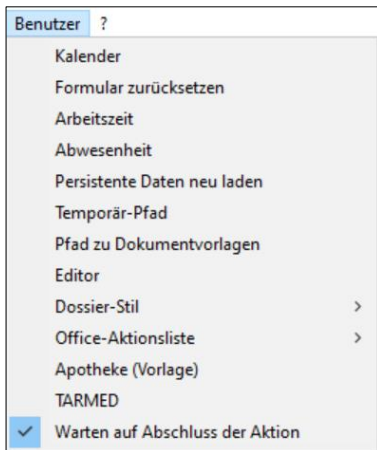 Benutzer ?
Kalender
Formular zurücksetzen
Arbeitszeit
Abwesenheit
Persistente Daten neu laden
Temporär-Pfad
Pfad zu Dokumentvorlagen
Editor
Dossier-Stil
Office-Aktionsliste
Apotheke (Vorlage)
TARMED
Warten auf Abschluss der Aktion